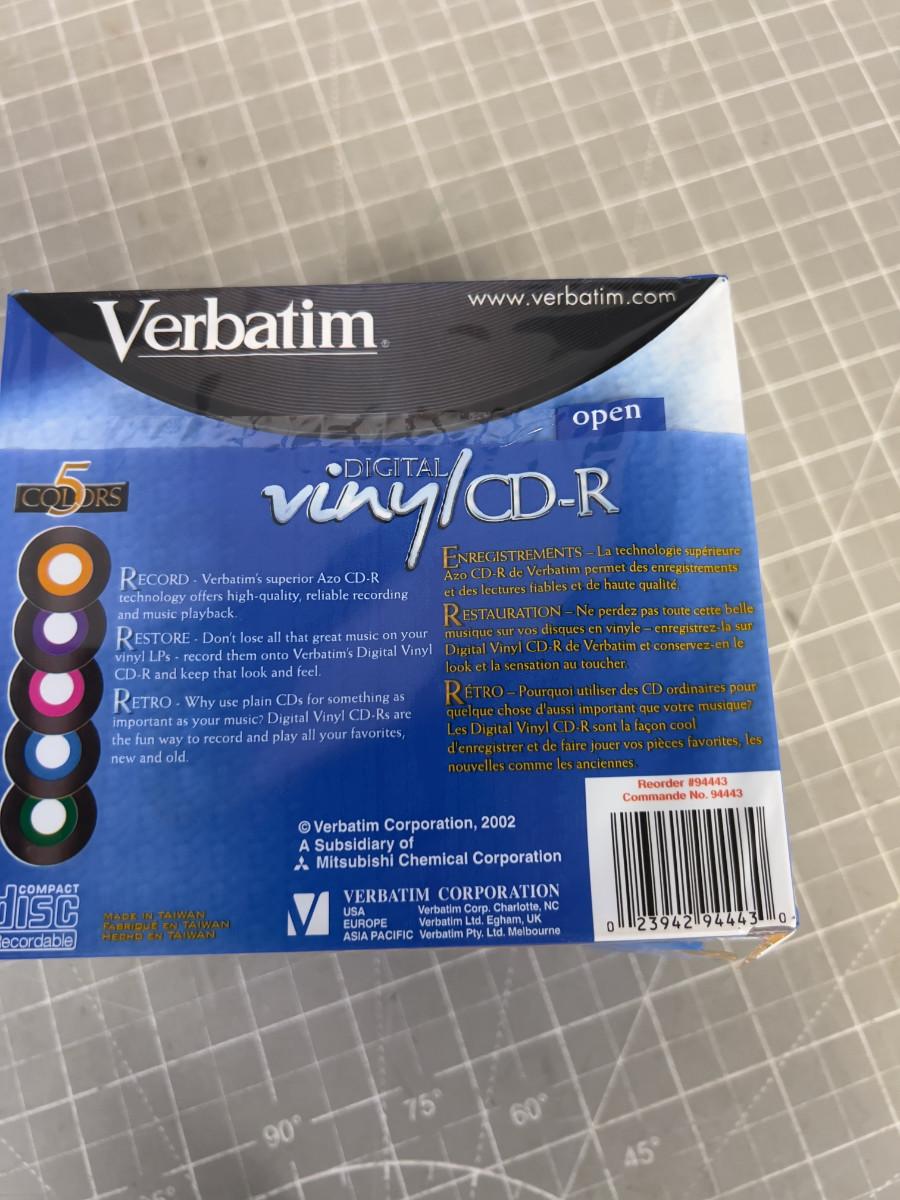 Verbatim®
www.verbatim.com
open
5
COLORS
DIGITAL
vinyl CD-R
RECORD - Verbatim's superior Azo CD-R
technology offers high-quality, reliable recording
and music playback.
RESTORE - Don't lose all that great music on your
vinyl LPs - record them onto Verbatim's Digital Vinyl
CD-R and keep that look and feel.
RETRO - Why use plain CDs for something as
important as your music? Digital Vinyl CD-Rs are
the fun way to record and play all your favorites,
new and old.
ENREGISTREMENTS – La technologie supérieure
Azo CD-R de Verbatim permet des enregistrements
et des lectures fiables et de haute qualité.
RESTAURATION – Ne perdez pas toute cette belle
musique sur vos disques en vinyle – enregistrez-la sur
Digital Vinyl CD-R de Verbatim et conservez-en le
look et la sensation au toucher.
RÉTRO – Pourquoi utiliser des CD ordinaires pour
quelque chose d'aussi important que votre musique?
Les Digital Vinyl CD-R sont la façon cool
d'enregistrer et de faire jouer vos pièces favorites, les
nouvelles comme les anciennes.
Reorder #94443
Commande No. 94443
0 23942 94443 0
© Verbatim Corporation, 2002
A Subsidiary of
Mitsubishi Chemical Corporation
VERBATIM CORPORATION
USA Verbatim Corp. Charlotte, NC
EUROPE Verbatim Ltd. Egham, UK
ASIA PACIFIC Verbatim Pty. Ltd. Melbourne
COMPACT
disc
Recordable
MADE IN TAIWAN
FABRIQUÉ EN TAIWAN
HECHO EN TAIWAN
90°
75°
60°
45°